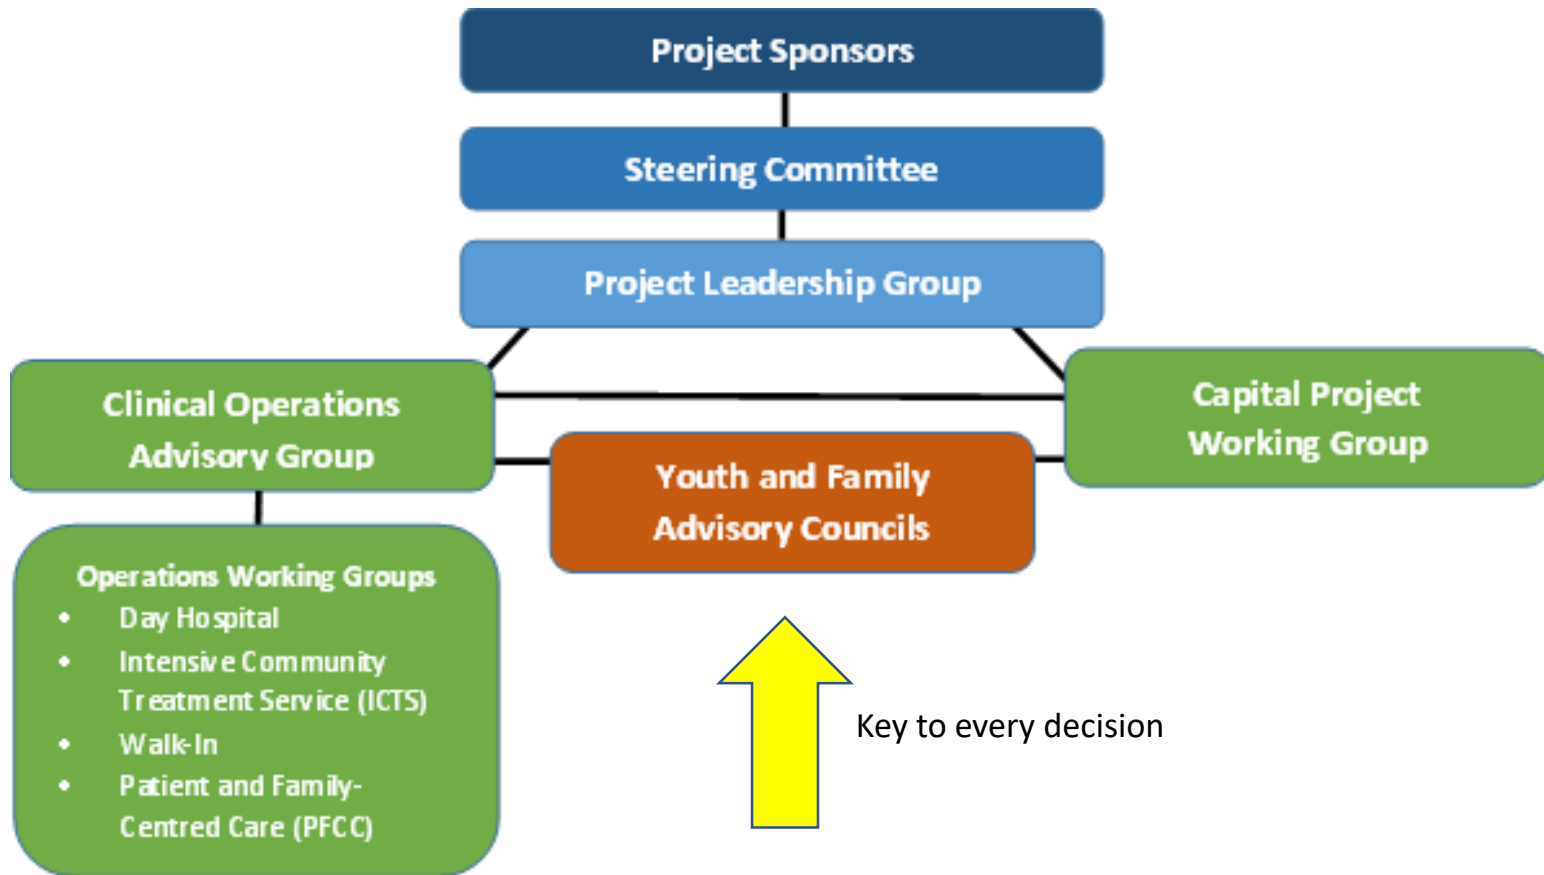 Project Sponsors
Steering Committee
Project Leadership Group
Clinical Operations
Advisory Group
Capital Project
Working Group
Youth and Family
Advisory Councils
Operations Working Groups
• Day Hospital
• Intensive Community
Treatment Service (ICTS)
• Walk-In
• Patient and Family-
Centred Care (PFCC)
Key to every decision